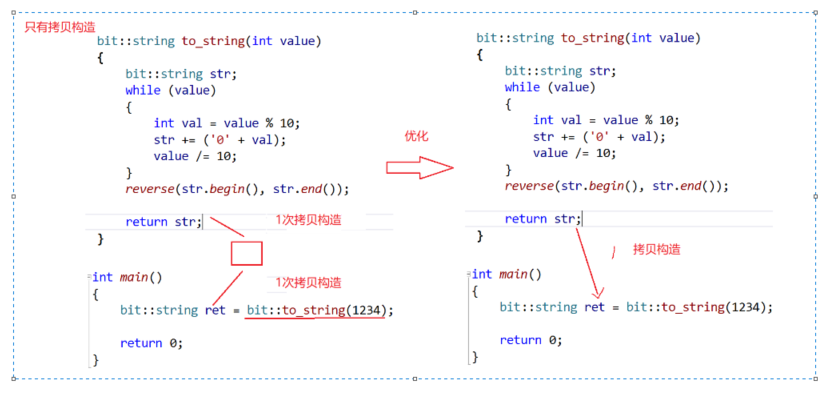 只有拷贝构造
bit::string to_string(int value)
{
bit::string str;
while (value)
{
int val = value % 10;
str += ('0' + val);
value /= 10;
}
reverse(str.begin(), str.end());
return str;
}
1次拷贝构造
1次拷贝构造
int main()
{
bit::string ret = bit::to_string(1234);
return 0;
}
优化
bit::string to_string(int value)
{
bit::string str;
while (value)
{
int val = value % 10;
str += ('0' + val);
value /= 10;
}
reverse(str.begin(), str.end());
return str;
}
拷贝构造
int main()
{
bit::string ret = bit::to_string(1234);
return 0;
}